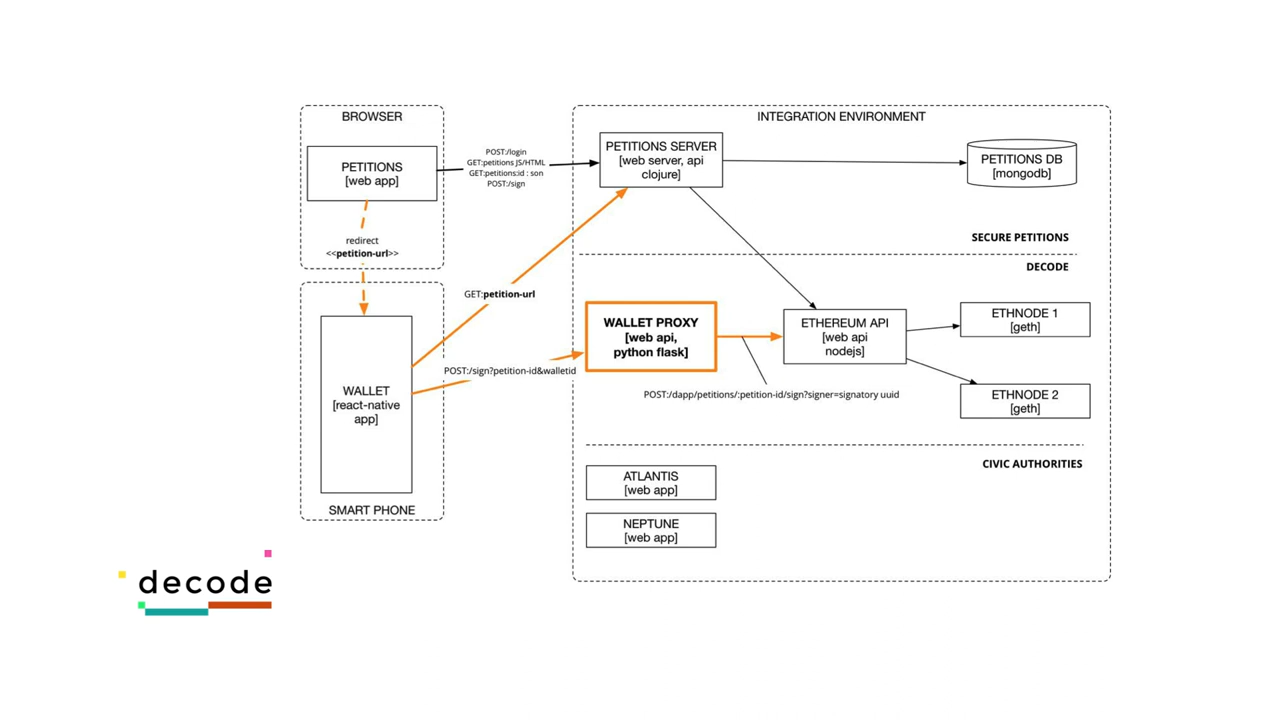 BROWSER
PETITIONS
[web app]
POST:/login
GET:petitions JS/HTML
GET:petitions:id : son
POST:/sign
redirect
<<petition-url>>
GET:petition-url
POST:/sign?petition-id&walletid
WALLET
[react-native
app]
SMART PHONE
INTEGRATION ENVIRONMENT
PETITIONS SERVER
[web server, api
clojure]
PETITIONS DB
[mongodb]
SECURE PETITIONS
DECODE
WALLET PROXY
[web api,
python flask]
ETHEREUM API
[web api
nodejs]
ETHNODE 1
[geth]
ETHNODE 2
[geth]
POST:/dapp/petitions/:petition-id/sign?signer=signatory uuid
CIVIC AUTHORITIES
ATLANTIS
[web app]
NEPTUNE
[web app]
decode